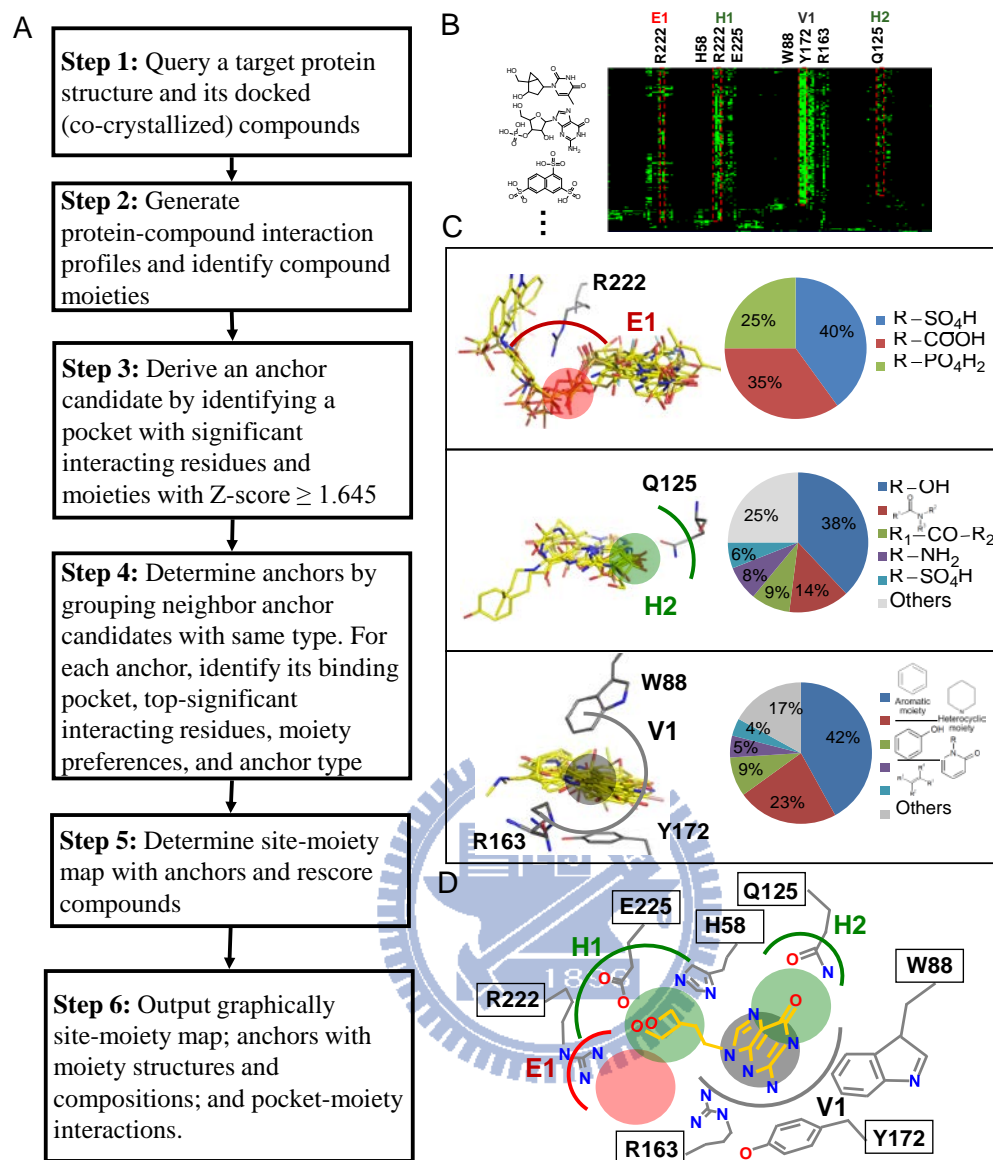 A
Step 1: Query a target protein
structure and its docked
(co-crystallized) compounds
Step 2: Generate
protein-compound interaction
profiles and identify compound
moieties
Step 3: Derive an anchor
candidate by identifying a
pocket with significant
interacting residues and
moieties with Z-score ≥ 1.645
Step 4: Determine anchors by
grouping neighbor anchor
candidates with same type. For
each anchor, identify its binding
pocket, top-significant
interacting residues, moiety
preferences, and anchor type
Step 5: Determine site-moiety
map with anchors and rescore
compounds
Step 6: Output graphically
site-moiety map; anchors with
moiety structures and
compositions; and pocket-moiety
interactions.
B
E1 H1 V1 H2
R222 H58 R222 E225 W88 Y172 R163 Q125
C
R222
E1
25%
40%
35%
R–SO4H
R–COOH
R–PO4H2
Q125
H2
25%
38%
6%
8%
9%
14%
R–OH
R1–CO–R2
R–NH2
R–SO4H
Others
W88
V1
R163
Y172
17%
4%
5%
9%
23%
42%
Aromatic
moiety
Heterocyclic
moiety
Others
D
E225
Q125
H58
H1
H2
W88
R222
E1
V1
R163
Y172